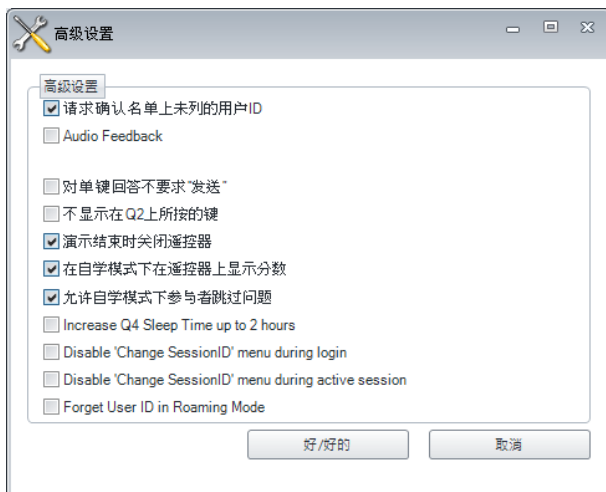 高级设置
高级设置
请求确认名单上未列的用户ID
Audio Feedback
对单键回答不要求"发送"
不显示在Q2上所按的键
演示结束时关闭遥控器
在自学模式下在遥控器上显示分数
允许自学模式下参与者跳过问题
Increase Q4 Sleep Time up to 2 hours
Disable 'Change SessionID' menu during login
Disable 'Change SessionID' menu during active session
Forget User ID in Roaming Mode
好/好的 取消